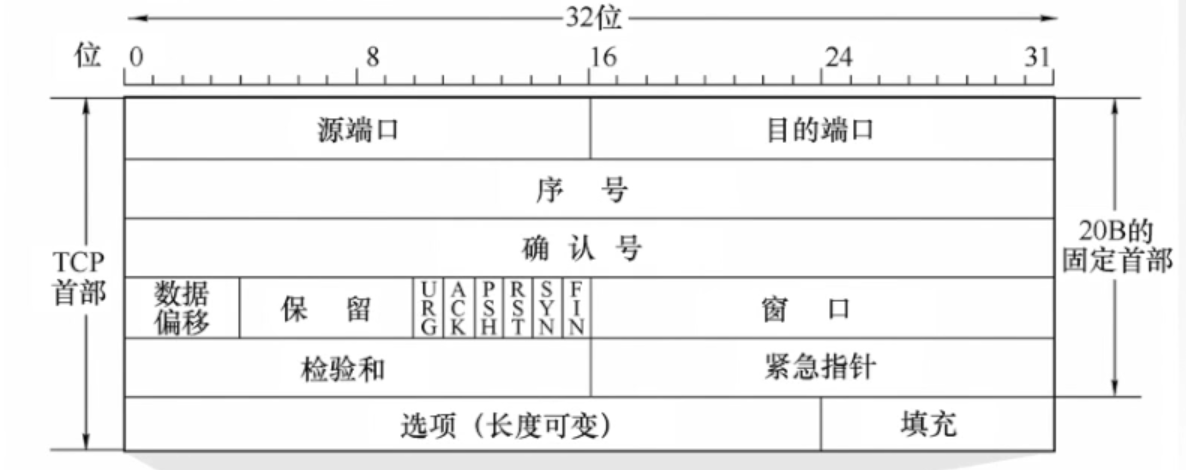 32位
位 0 8 16 24 31
源端口 目的端口
序 号
确 认 号
TCP
首部
20B的
固定首部
数据
偏移
保 留
URG
ACK
PSH
RST
SYN
FIN
窗 口
检验和 紧急指针
选项（长度可变） 填充